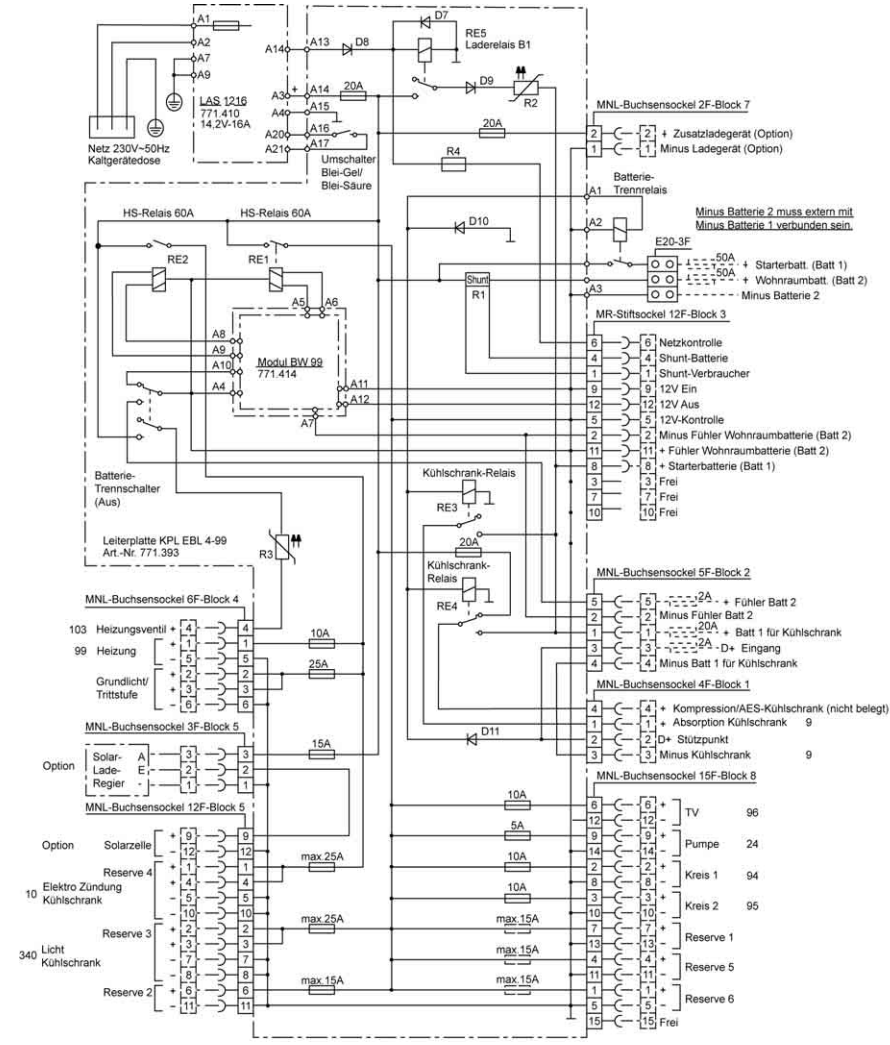 A1
A2
A7
A9
LAS 1216
771.410
14,2V-16A
Netz 230V~50Hz
Kaltgerätedose
A14
A3
+
A4
A20
A21
A13
A14
A15
A16
A17
D8
D7
RE5
Laderelais B1
D9
R2
20A
Umschalter
Blei-Gel/
Blei-Säure
20A
R4
MNL-Buchsensockel 2F-Block 7
2 2 + Zusatzladegerät (Option)
1 1 Minus Ladegerät (Option)
Batterie-
Trennrelais
A1
A2
A3
Minus Batterie 2 muss extern mit
Minus Batterie 1 verbunden sein.
E20-3F
50A + Starterbatt. (Batt 1)
50A + Wohnraumbatt. (Batt 2)
Minus Batterie 2
HS-Relais 60A
HS-Relais 60A
RE2
RE1
D10
Shunt
R1
A5
A6
A8
A9
A10
A4
Modul BW 99
771.414
A11
A12
A7
MR-Stiftsockel 12F-Block 3
6 6 Netzkontrolle
4 4 Shunt-Batterie
1 1 Shunt-Verbraucher
9 9 12V Ein
12 12 12V Aus
5 5 12V-Kontrolle
2 2 Minus Fühler Wohnraumbatterie (Batt 2)
11 11 + Fühler Wohnraumbatterie (Batt 2)
8 8 + Starterbatterie (Batt 1)
3 3 Frei
7 7 Frei
10 10 Frei
Batterie-
Trennschalter
(Aus)
Kühlschrank-Relais
RE3
20A
Kühlschrank-
Relais
RE4
Leiterplatte KPL EBL 4-99
Art.-Nr. 771.393
R3
MNL-Buchsensockel 5F-Block 2
5 5 2A + Fühler Batt 2
2 2 Minus Fühler Batt 2
1 1 20A + Batt 1 für Kühlschrank
3 3 2A D+ Eingang
4 4 Minus Batt 1 für Kühlschrank
MNL-Buchsensockel 6F-Block 4
103 Heizungsventil + 4 4
99 Heizung + 1 1 10A
- 5 5
Grundlicht/
Trittstufe
+ 2 2 25A
+ 3 3
- 6 6
MNL-Buchsensockel 4F-Block 1
4 4 + Kompression/AES-Kühlschrank (nicht belegt)
1 1 + Absorption Kühlschrank 9
2 2 D+ Stützpunkt
3 3 Minus Kühlschrank 9
D11
MNL-Buchsensockel 3F-Block 5
Option
Solar-
Lade-
Regier
A 3 3 15A
E 2 2
- 1 1
MNL-Buchsensockel 12F-Block 5
Option Solarzelle
+ 9 9
- 12 12
Reserve 4
10 Elektro Zündung
Kühlschrank
+ 1 1 max.25A
+ 4 4
- 5 5
- 10 10
Reserve 3
340 Licht
Kühlschrank
+ 2 2 max.25A
+ 3 3
- 7 7
- 8 8
Reserve 2
+ 6 6 max.15A
- 11 11
MNL-Buchsensockel 15F-Block 8
10A 6 6 + TV 96
12 12 -
5A 9 9 + Pumpe 24
14 14 -
10A 2 2 + Kreis 1 94
8 8 -
10A 3 3 + Kreis 2 95
10 10 -
max.15A 7 7 + Reserve 1
13 13 -
max.15A 4 4 + Reserve 5
11 11 -
max.15A 1 1 + Reserve 6
5 5 -
15 15 Frei